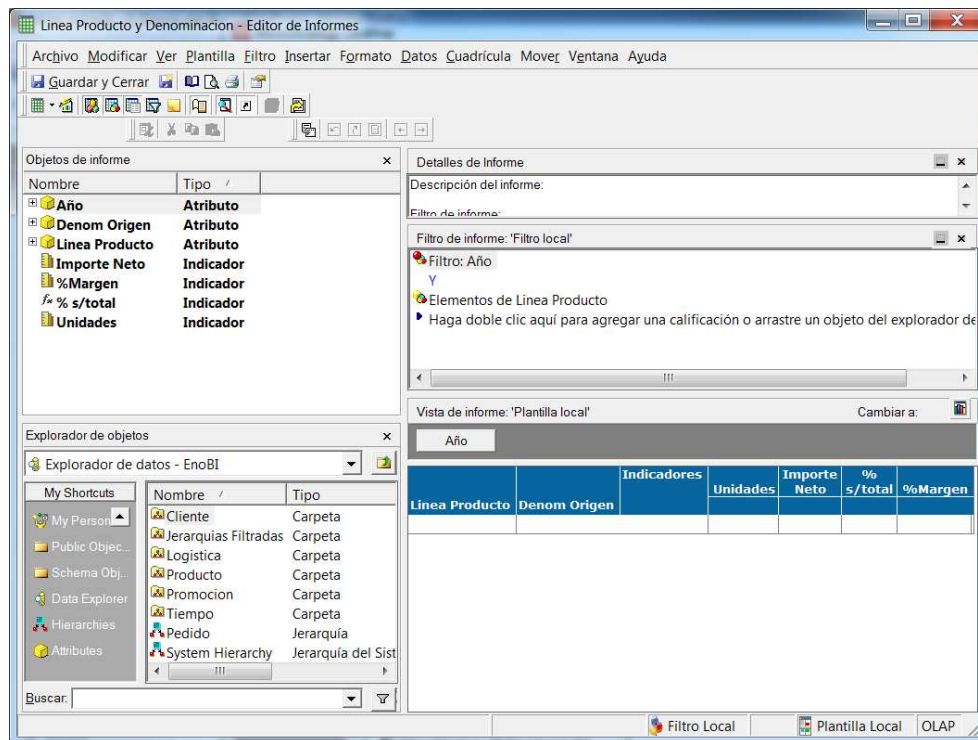 Linea Producto y Denominacion - Editor de Informes
Archivo Modificar Ver Plantilla Filtro Insertar Formato Datos Cuadrícula Mover Ventana Ayuda
Guardar y Cerrar
Objetos de informe
Nombre Tipo
Año Atributo
Denom Origen Atributo
Linea Producto Atributo
Importe Neto Indicador
%Margen Indicador
fx % s/total Indicador
Unidades Indicador
Explorador de objetos
Explorador de datos - EnoBI
My Shortcuts
My Person
Public Objec...
Schema Obj...
Data Explorer
Hierarchies
Attributes
Nombre Tipo
Cliente Carpeta
Jerarquias Filtradas Carpeta
Logistica Carpeta
Producto Carpeta
Promocion Carpeta
Tiempo Carpeta
Pedido Jerarquía
System Hierarchy Jerarquía del Sist
Buscar:
Detalles de Informe
Descripción del informe:
Filtro de informe:
Filtro de informe: 'Filtro local'
Filtro: Año
Y
Elementos de Linea Producto
Haga doble clic aquí para agregar una calificación o arrastre un objeto del explorador de
Vista de informe: 'Plantilla local' Cambiar a:
Año
Linea Producto Denom Origen Indicadores Unidades Importe Neto % s/total %Margen
Filtro Local Plantilla Local OLAP